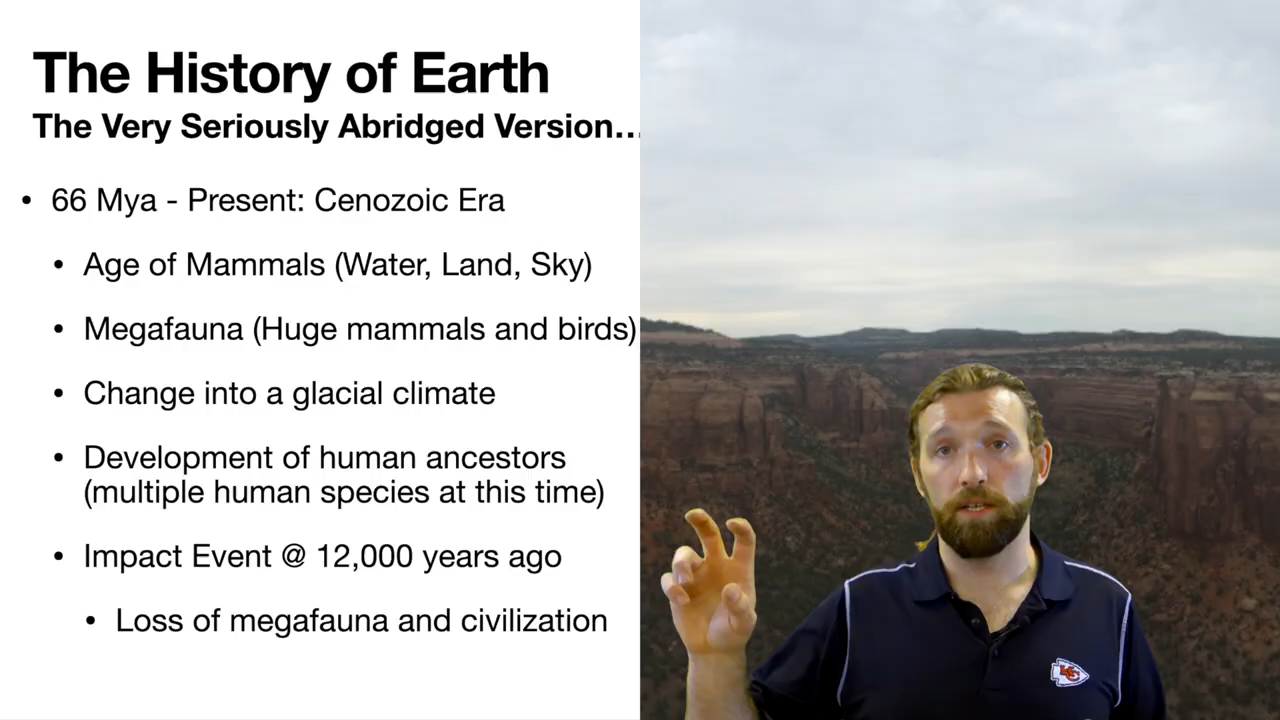 The History of Earth
The Very Seriously Abridged Version...
• 66 Mya - Present: Cenozoic Era
• Age of Mammals (Water, Land, Sky)
• Megafauna (Huge mammals and birds)
• Change into a glacial climate
• Development of human ancestors
(multiple human species at this time)
• Impact Event @ 12,000 years ago
• Loss of megafauna and civilization
KC